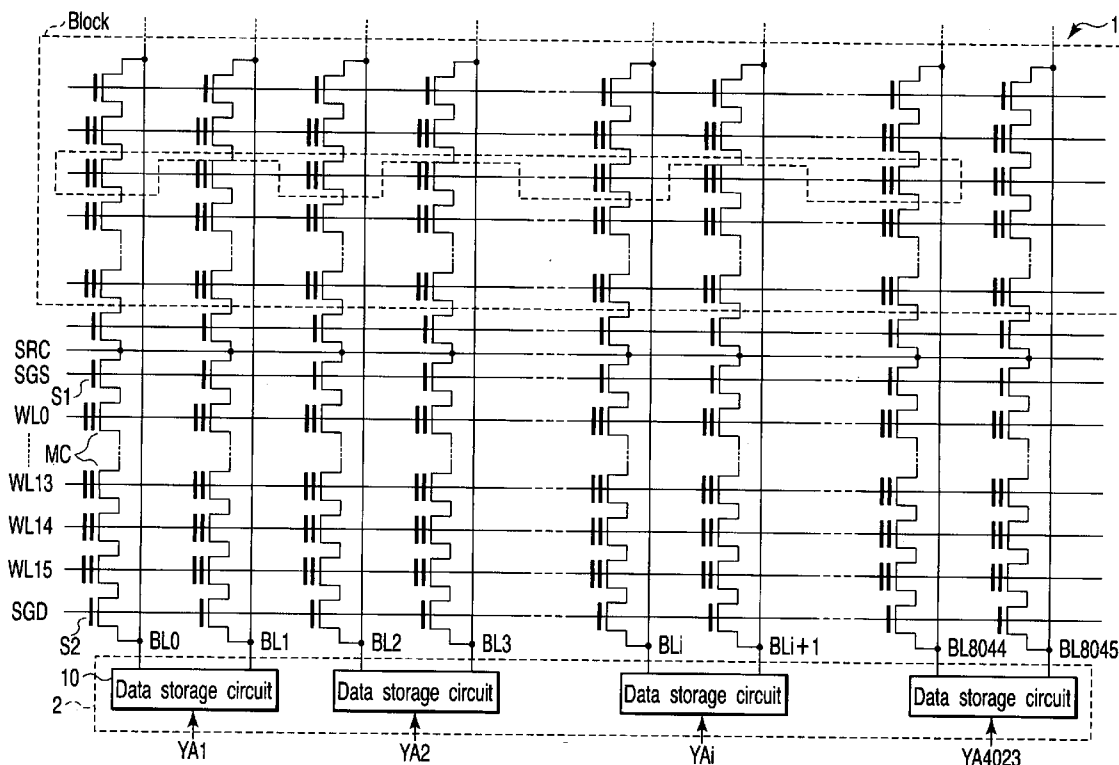 Block
1
SRC
SGS
S1
WL0
MC
WL13
WL14
WL15
SGD
S2
BL0
BL1
BL2
BL3
BLi
BLi+1
BL8044
BL8045
10
Data storage circuit
Data storage circuit
Data storage circuit
Data storage circuit
2
YA1
YA2
YAi
YA4023